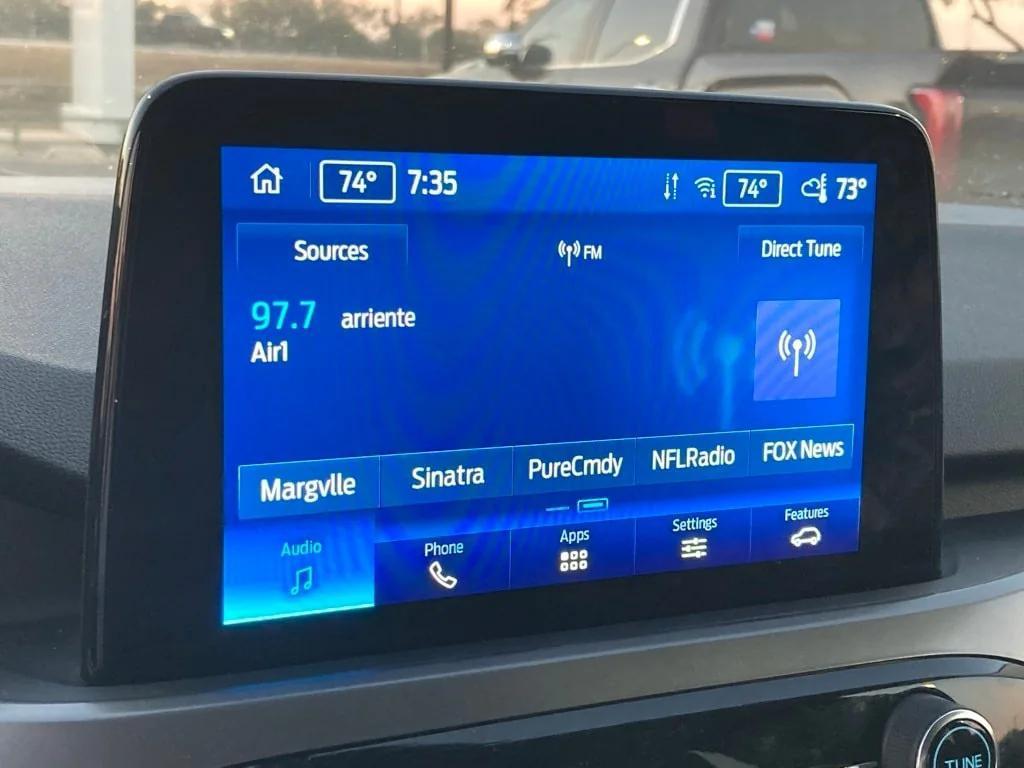 74° 7:35 74° 73°
Sources FM Direct Tune
97.7 arriente
Air1
Margvlle Sinatra PureCmdy NFLRadio FOX News
Audio Phone Apps Settings Features
TUNE